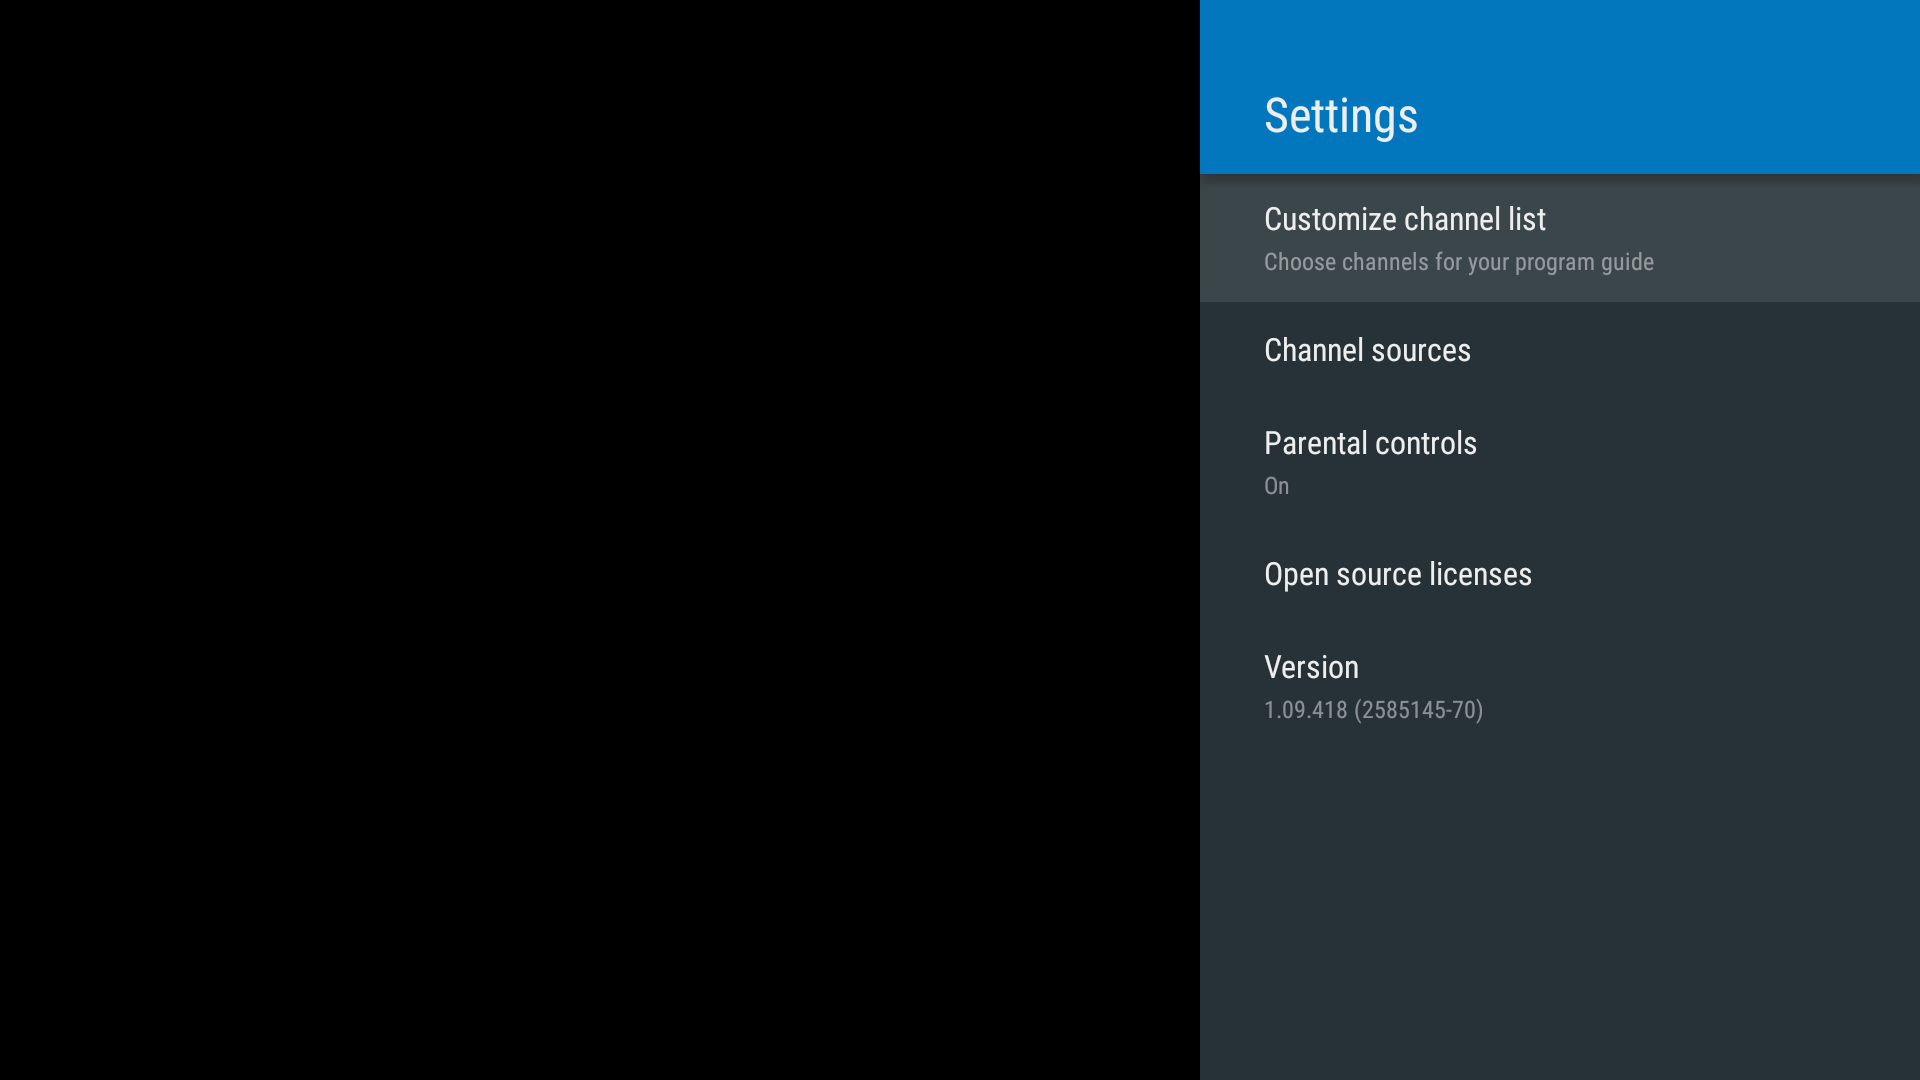 Settings
Customize channel list
Choose channels for your program guide
Channel sources
Parental controls
On
Open source licenses
Version
1.09.418 (2585145-70)